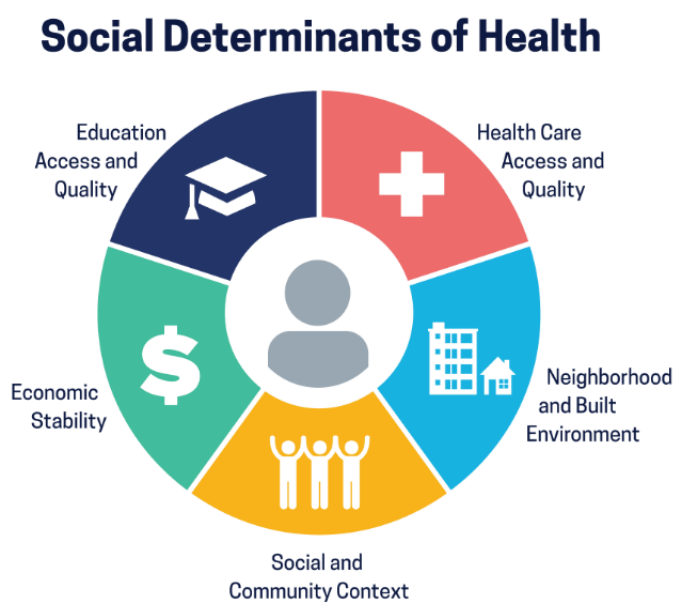 Social Determinants of Health
Education
Access and
Quality
Health Care
Access and
Quality
Economic
Stability
Neighborhood
and Built
Environment
Social and
Community Context